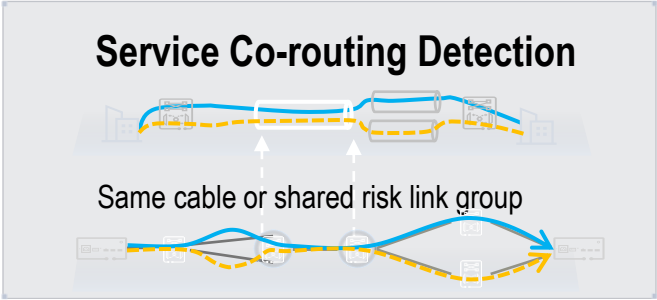 Service Co-routing Detection
Same cable or shared risk link group